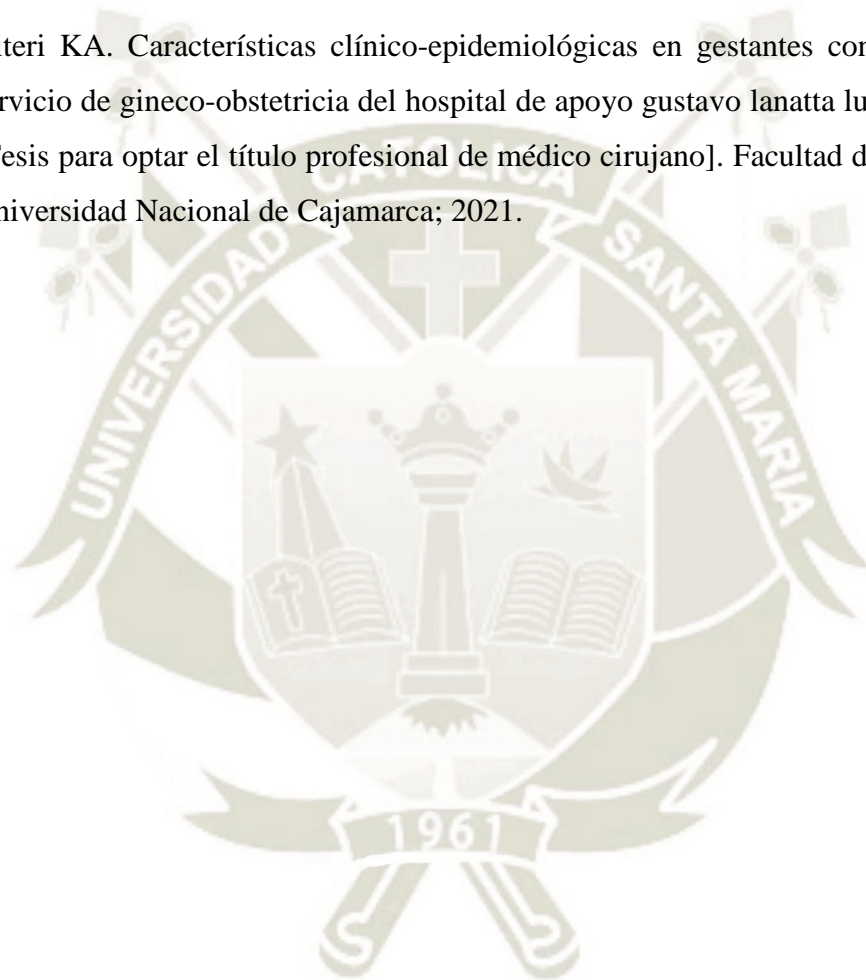 teri KA. Características clínico-epidemiológicas en gestantes con
rvicio de gineco-obstetricia del hospital de apoyo gustavo lanatta lu
esis para optar el título profesional de médico cirujano]. Facultad d
niversidad Nacional de Cajamarca; 2021.
UNIVERSIDAD CATOLICA SANTA MARIA
1961